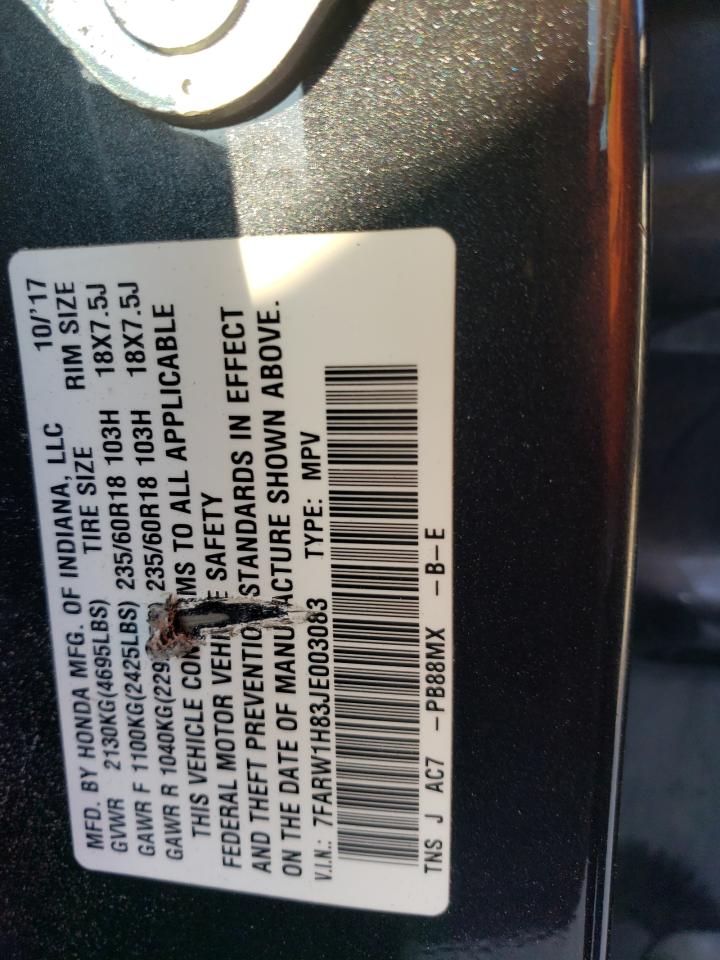 MFD. BY HONDA MFG. OF INDIANA, LLC 10/'17
GVWR 2130KG(4695LBS) TIRE SIZE RIM SIZE
GAWR F 1100KG(2425LBS) 235/60R18 103H 18X7.5J
GAWR R 1040KG(229 235/60R18 103H 18X7.5J
THIS VEHICLE CON MS TO ALL APPLICABLE
FEDERAL MOTOR VEHI E SAFETY
AND THEFT PREVENTIO STANDARDS IN EFFECT
ON THE DATE OF MANU ACTURE SHOWN ABOVE.
V.I.N.: 7FARW1H83JE003083 TYPE: MPV
TNS J AC7 -PB88MX -B-E